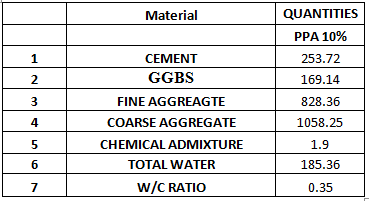 Material QUANTITIES
PPA 10%
1 CEMENT 253.72
2 GGBS 169.14
3 FINE AGGREAGTE 828.36
4 COARSE AGGREGATE 1058.25
5 CHEMICAL ADMIXTURE 1.9
6 TOTAL WATER 185.36
7 W/C RATIO 0.35